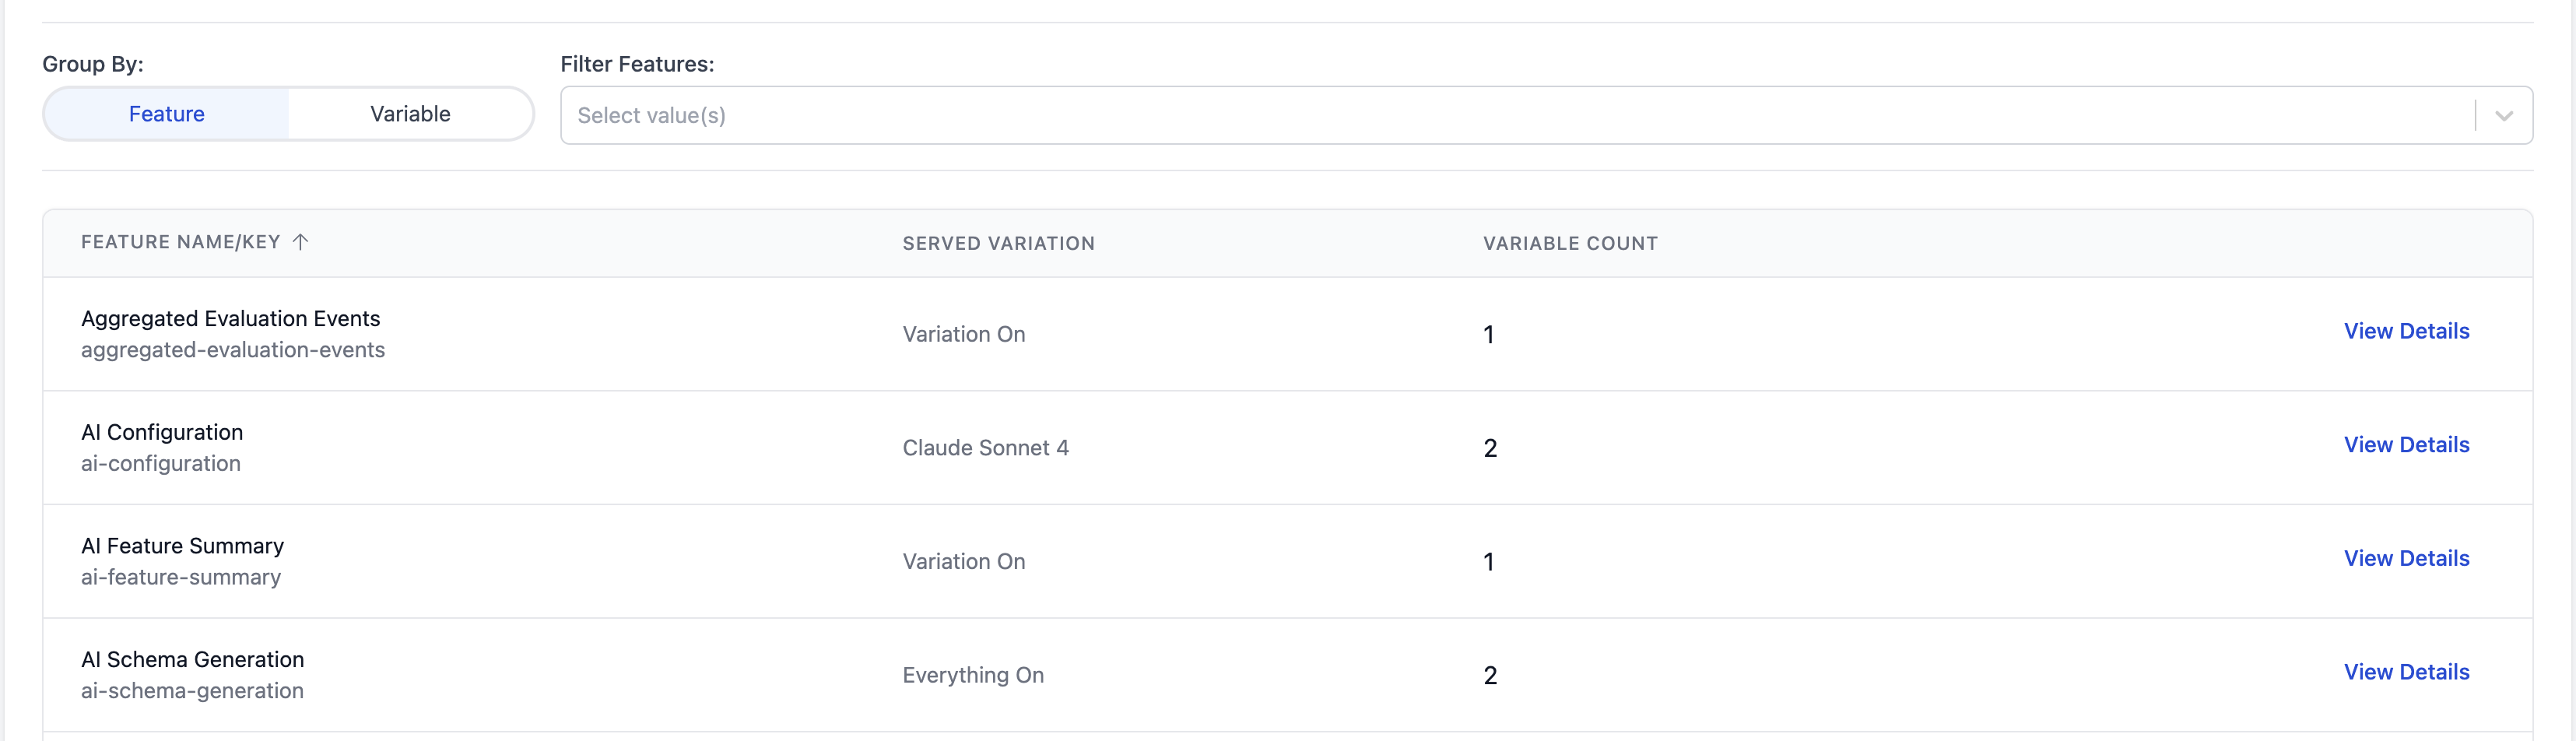 Group By:
Filter Features:
Feature
Variable
Select value(s)
FEATURE NAME/KEY ↑
SERVED VARIATION
VARIABLE COUNT
Aggregated Evaluation Events
aggregated-evaluation-events
Variation On
1
View Details
AI Configuration
ai-configuration
Claude Sonnet 4
2
View Details
AI Feature Summary
ai-feature-summary
Variation On
1
View Details
AI Schema Generation
ai-schema-generation
Everything On
2
View Details